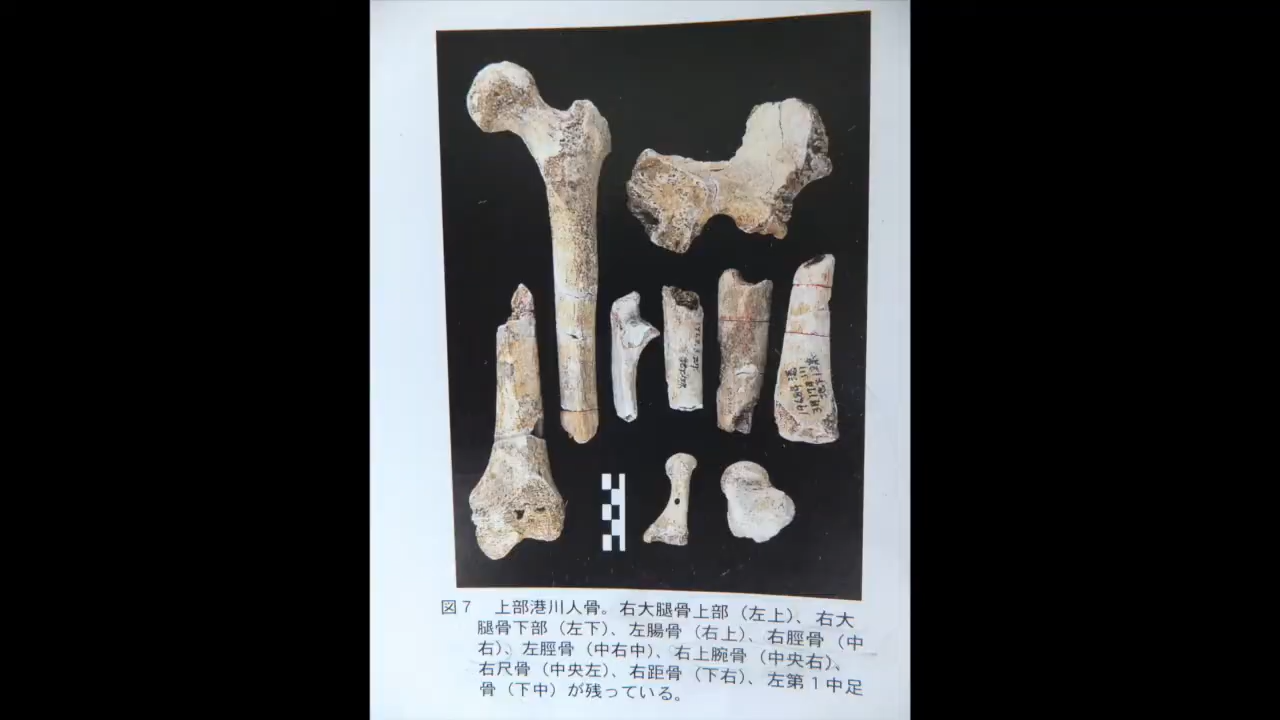 図7 上部港川人骨。右大腿骨上部（左上）、右大
腿骨下部（左下）、左腸骨（右上）、右脛骨（中
右）、左脛骨（中右中）、右上腕骨（中央右）、
右尺骨（中央左）、右距骨（下右）、左第1中足
骨（下中）が残っている。